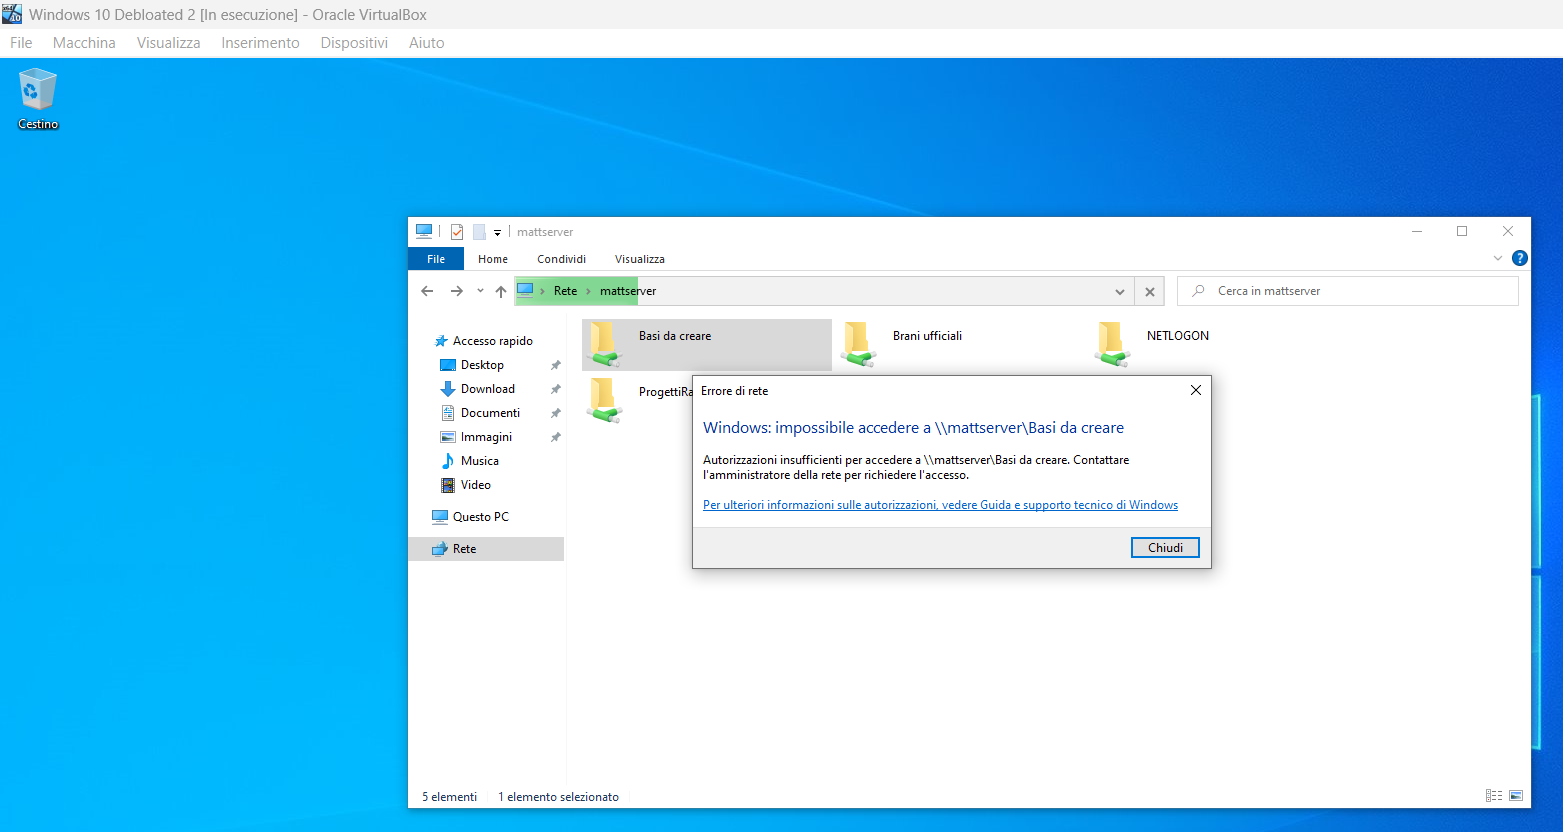 Windows 10 Debloated 2 [In esecuzione] - Oracle VirtualBox
File Macchina Visualizza Inserimento Dispositivi Aiuto
Cestino
mattserver
File Home Condividi Visualizza
Rete mattserver
Cerca in mattserver
Accesso rapido
Desktop
Download
Documenti
Immagini
Musica
Video
Questo PC
Rete
Basi da creare
Brani ufficiali
NETLOGON
ProgettiRa
Errore di rete
Windows: impossibile accedere a \\mattserver\Basi da creare
Autorizzazioni insufficienti per accedere a \\mattserver\Basi da creare. Contattare
l'amministratore della rete per richiedere l'accesso.
Per ulteriori informazioni sulle autorizzazioni, vedere Guida e supporto tecnico di Windows
Chiudi
5 elementi 1 elemento selezionato